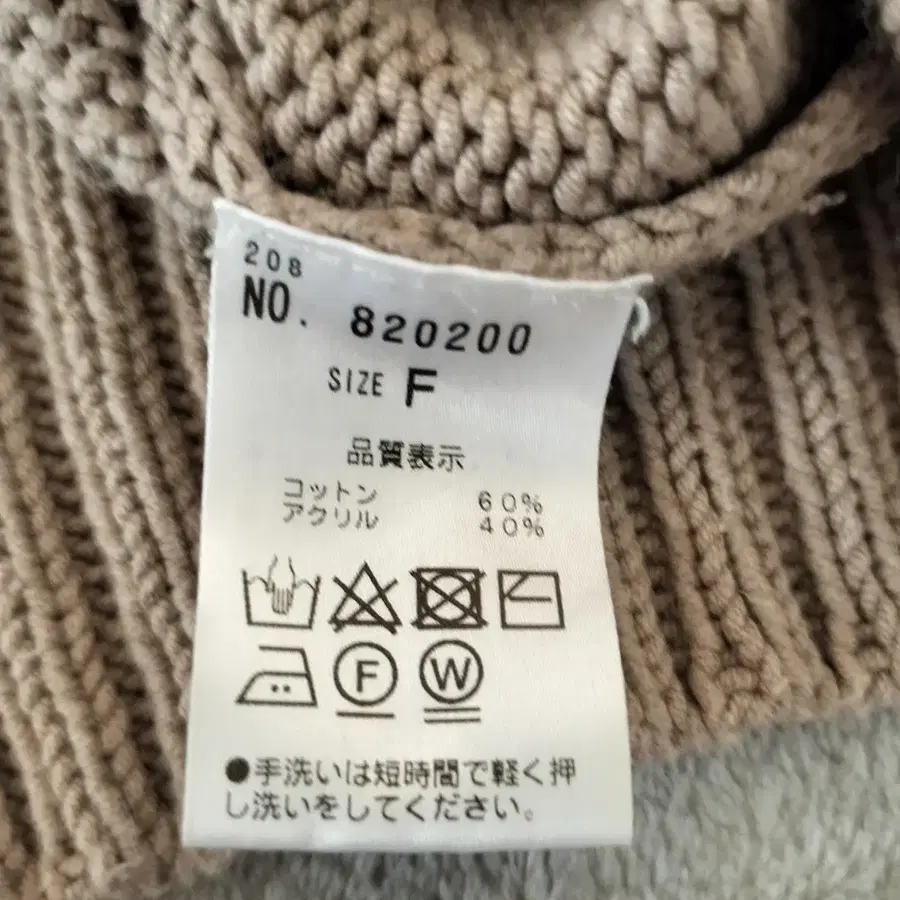 208
NO. 820200
SIZE F
品質表示
コットン 60%
アクリル 40%
F W
●手洗いは短時間で軽く押
し洗いをしてください。